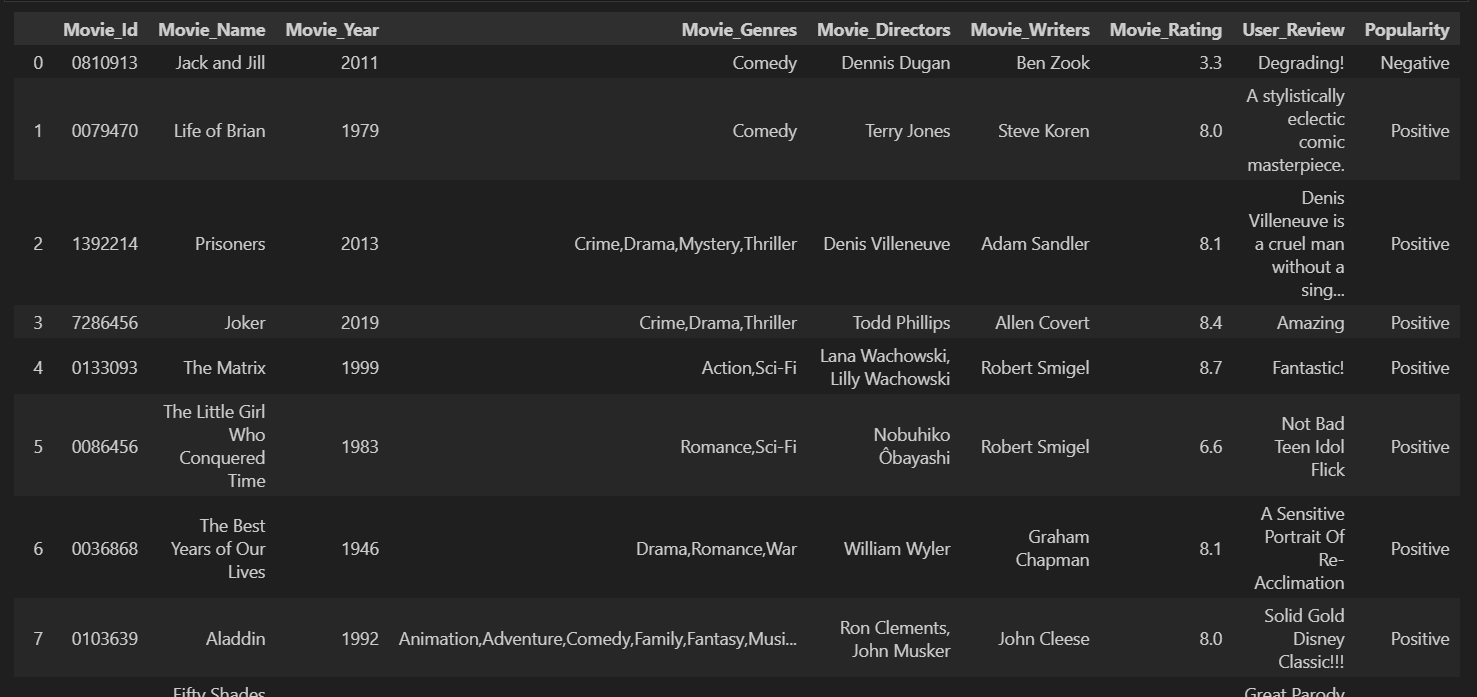 Movie_Id Movie_Name Movie_Year Movie_Genres Movie_Directors Movie_Writers Movie_Rating User_Review Popularity
0 0810913 Jack and Jill 2011 Comedy Dennis Dugan Ben Zook 3.3 Degrading! Negative
A stylistically
eclectic
1 0079470 Life of Brian 1979 Comedy Terry Jones Steve Koren 8.0 Positive
comic
masterpiece.
Denis
Villeneuve is
2 1392214 Prisoners 2013 Crime,Drama,Mystery,Thriller Denis Villeneuve Adam Sandler 8.1 a cruel man Positive
without a
sing...
3 7286456 Joker 2019 Crime,Drama,Thriller Todd Phillips Allen Covert 8.4 Amazing Positive
Lana Wachowski,
4 0133093 The Matrix 1999 Action,Sci-Fi Robert Smigel 8.7 Fantastic! Positive
Lilly Wachowski
The Little Girl
Who Nobuhiko Not Bad
5 0086456 1983 Romance,Sci-Fi Robert Smigel 6.6 Teen Idol Positive
Conquered Ôbayashi Flick
Time
A Sensitive
The Best Graham Portrait Of
6 0036868 Years of Our 1946 Drama,Romance,War William Wyler 8.1 Positive
Lives Chapman Re-
Acclimation
Solid Gold
Ron Clements,
7 0103639 Aladdin 1992 Animation,Adventure,Comedy,Family,Fantasy,Musi... John Cleese 8.0 Disney Positive
John Musker
Classic!!!
Fifty Shades Great Parody